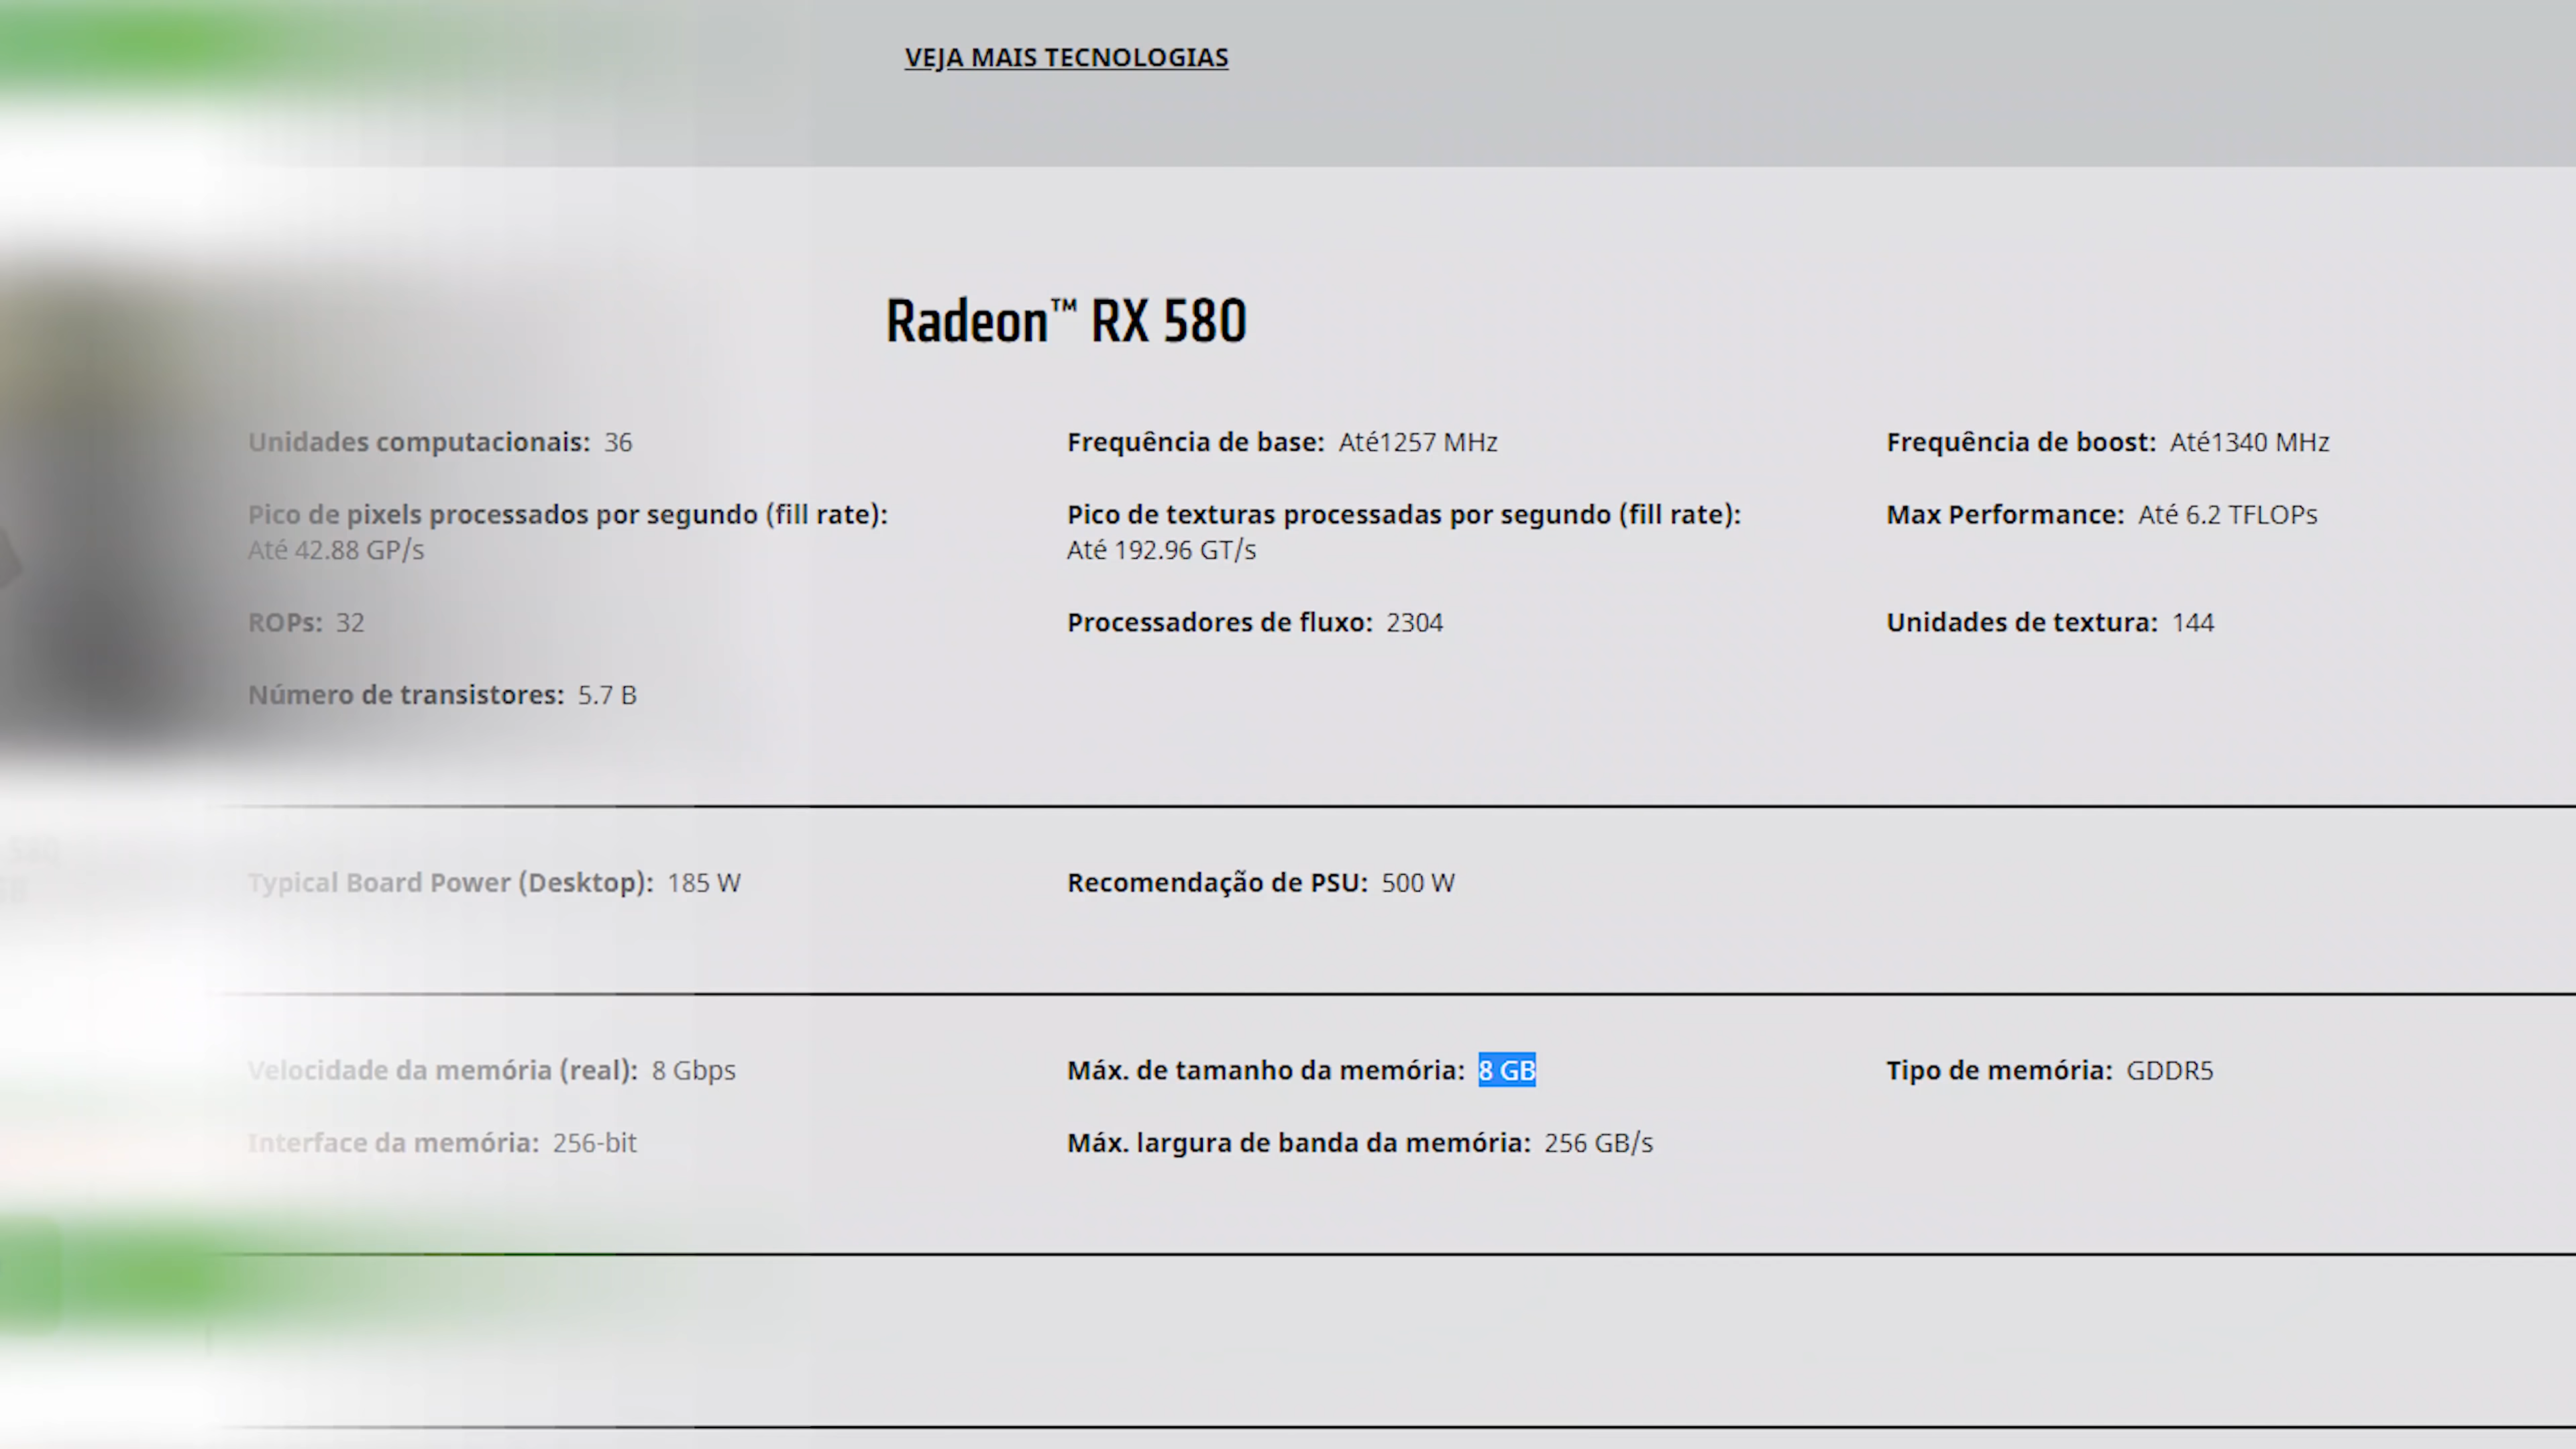 VEJA MAIS TECNOLOGIAS
Radeon™ RX 580
Unidades computacionais: 36
Frequência de base: Até1257 MHz
Frequência de boost: Até1340 MHz
Pico de pixels processados por segundo (fill rate):
Até 42.88 GP/s
Pico de texturas processadas por segundo (fill rate):
Até 192.96 GT/s
Max Performance: Até 6.2 TFLOPs
ROPs: 32
Processadores de fluxo: 2304
Unidades de textura: 144
Número de transistores: 5.7 B
Typical Board Power (Desktop): 185 W
Recomendação de PSU: 500 W
Velocidade da memória (real): 8 Gbps
Máx. de tamanho da memória: 8 GB
Tipo de memória: GDDR5
Interface da memória: 256-bit
Máx. largura de banda da memória: 256 GB/s